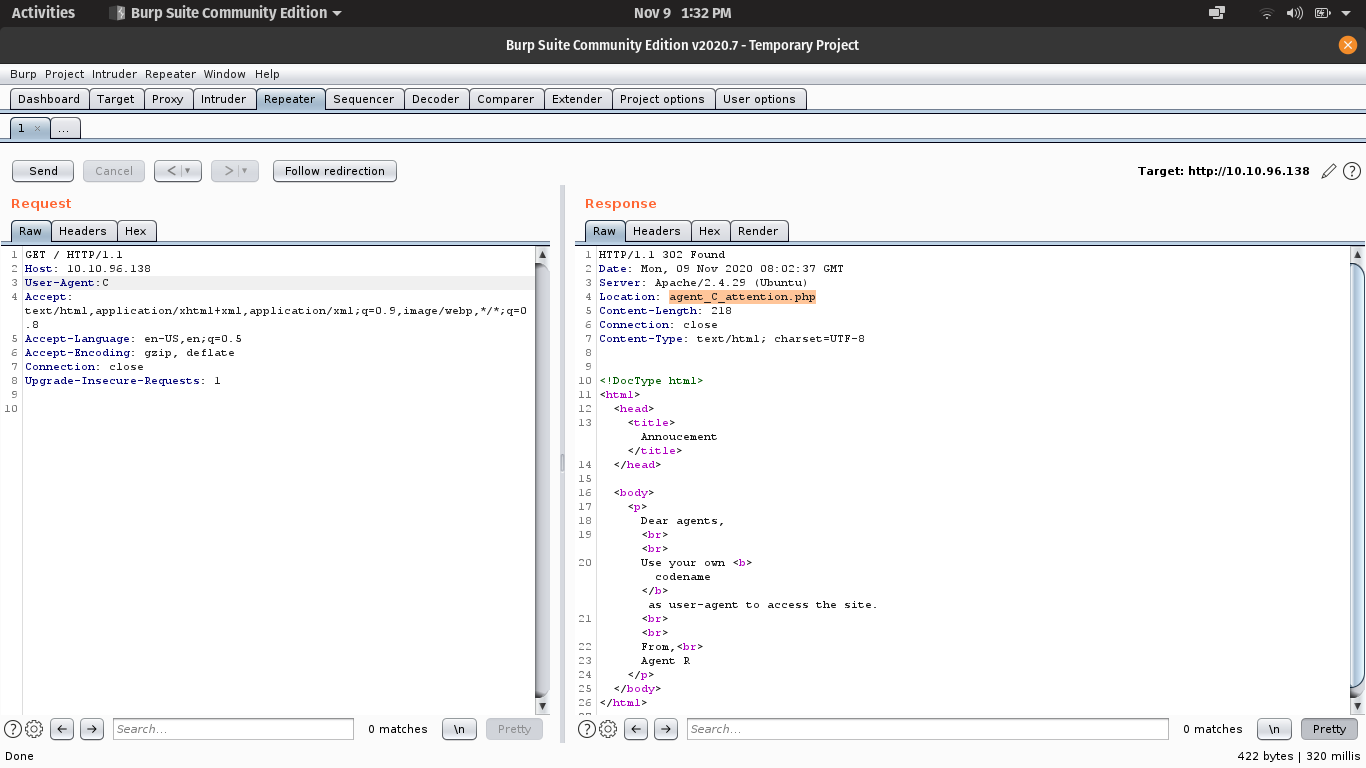 Activities Burp Suite Community Edition Nov 9 1:32 PM
Burp Suite Community Edition v2020.7 - Temporary Project
Burp Project Intruder Repeater Window Help
Dashboard Target Proxy Intruder Repeater Sequencer Decoder Comparer Extender Project options User options
1 × ...
Send Cancel < > Follow redirection Target: http://10.10.96.138 ?
Request
Raw Headers Hex
1 GET / HTTP/1.1
2 Host: 10.10.96.138
3 User-Agent:C
4 Accept:
text/html,application/xhtml+xml,application/xml;q=0.9,image/webp,*/*;q=0
.8
5 Accept-Language: en-US,en;q=0.5
6 Accept-Encoding: gzip, deflate
7 Connection: close
8 Upgrade-Insecure-Requests: 1
9
10
? Search... 0 matches \n Pretty
Response
Raw Headers Hex Render
1 HTTP/1.1 302 Found
2 Date: Mon, 09 Nov 2020 08:02:37 GMT
3 Server: Apache/2.4.29 (Ubuntu)
4 Location: agent_C_attention.php
5 Content-Length: 218
6 Connection: close
7 Content-Type: text/html; charset=UTF-8
8
9
10 <!DocType html>
11 <html>
12 <head>
13 <title>
Annoucement
</title>
14 </head>
15
16 <body>
17 <p>
18 Dear agents,
19 <br>
<br>
20 Use your own <b>
codename
</b>
as user-agent to access the site.
21 <br>
<br>
22 From,<br>
23 Agent R
24 </p>
25 </body>
26 </html>
? Search... 0 matches \n Pretty
Done 422 bytes | 320 millis